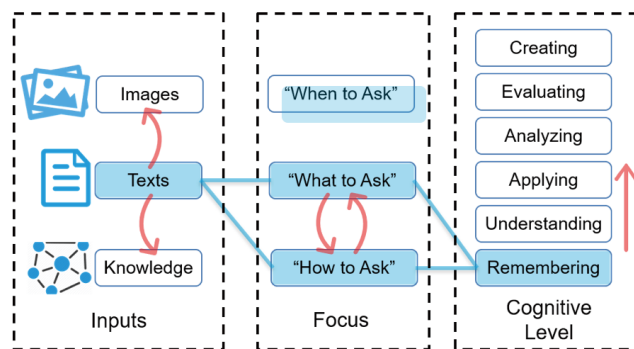 Images
Texts
Knowledge
Inputs
“When to Ask”
“What to Ask”
“How to Ask”
Focus
Creating
Evaluating
Analyzing
Applying
Understanding
Remembering
Cognitive
Level